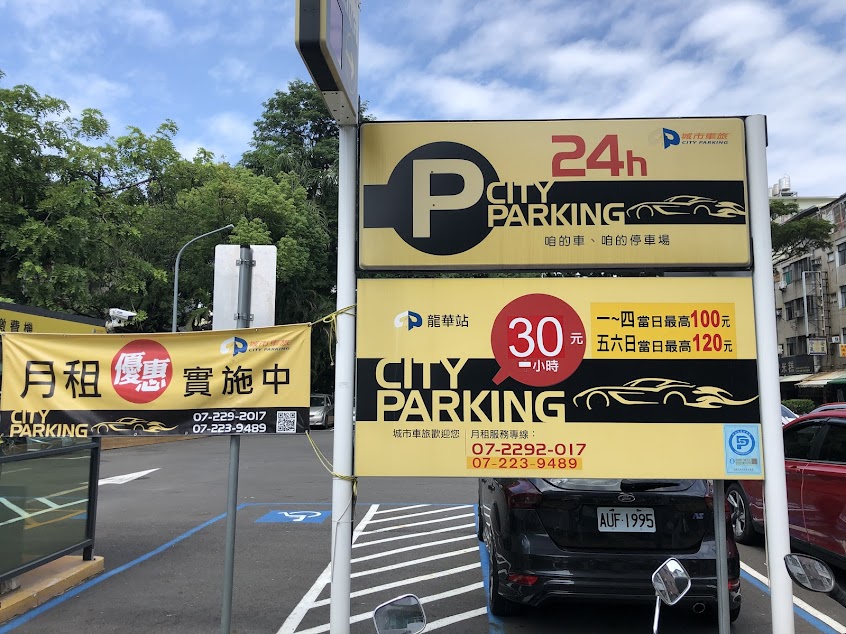 24h
城市車旅
CITY PARKING
P CITY
PARKING
咱的車、咱的停車場
龍華站
30元
一小時
一~四當日最高100元
五六日當日最高120元
CITY
PARKING
城市車旅歡迎您
月租服務專線：
07-2292-017
07-223-9489
繳費機
城市車旅
CITY PARKING
月租優惠實施中
CITY
PARKING
07-229-2017
07-223-9489
AUF·1995